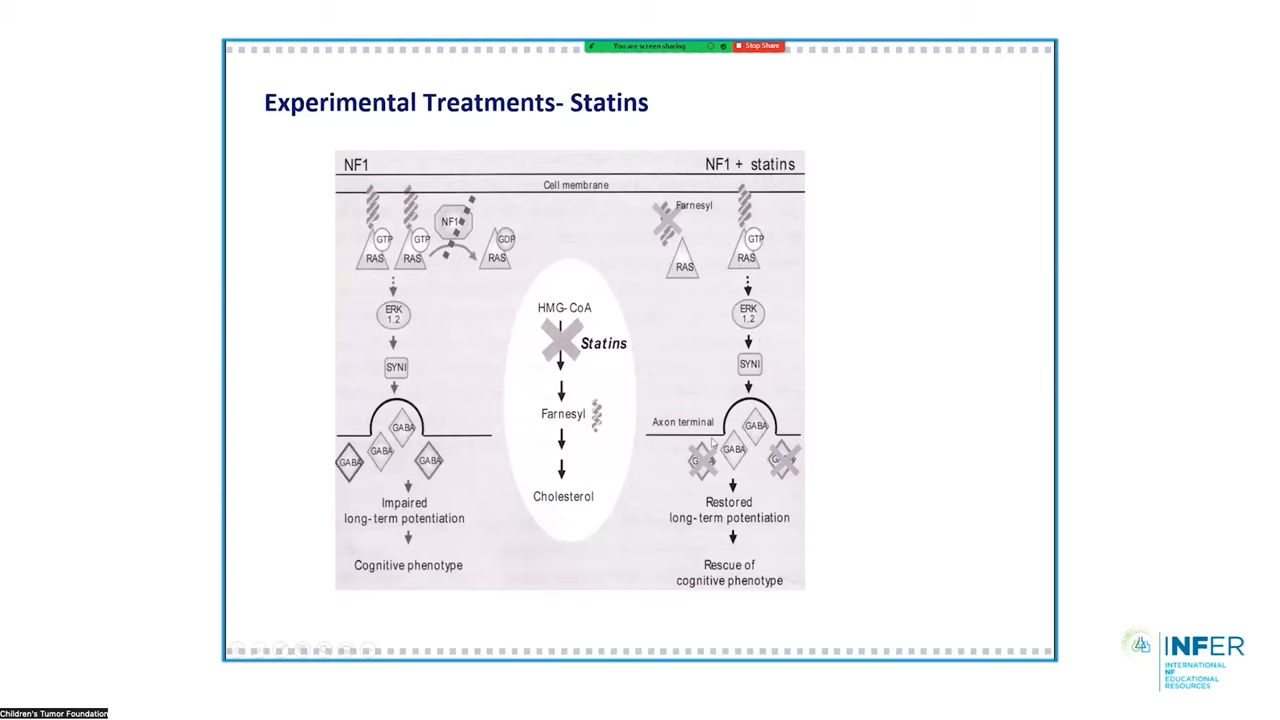 You are screen sharing
Stop Share
Experimental Treatments- Statins
NF1
NF1 + statins
Cell membrane
GTP
RAS
GTP
RAS
NF1
GDP
RAS
ERK
1,2
SYNI
GABA
GABA
GABA
GABA
Impaired
long-term potentiation
Cognitive phenotype
HMG-CoA
Statins
Farnesyl
Cholesterol
Farnesyl
RAS
GTP
RAS
ERK
1,2
SYNI
Axon terminal
GABA
GABA
GABA
Restored
long-term potentiation
Rescue of
cognitive phenotype
INFER
INTERNATIONAL
NF
EDUCATIONAL
RESOURCES
Children's Tumor Foundation